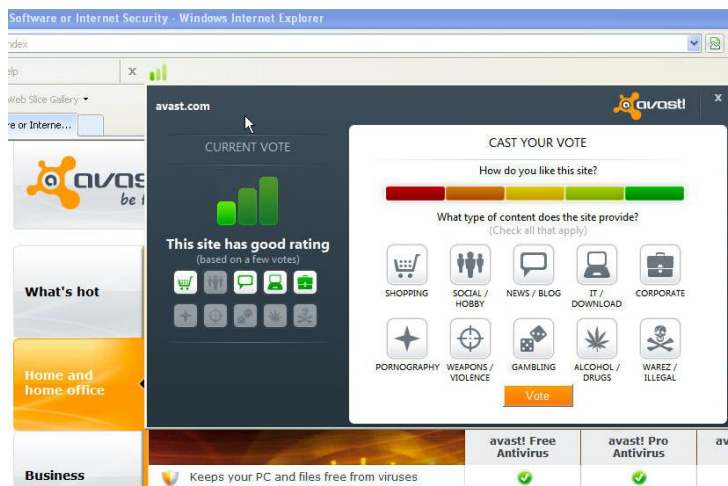 Software or Internet Security - Windows Internet Explorer
ndex
elp
x
Web Slice Gallery
re or Interne...
avast.com
avast!
x
CURRENT VOTE
This site has good rating
(based on a few votes)
CAST YOUR VOTE
How do you like this site?
What type of content does the site provide?
(Check all that apply)
SHOPPING
SOCIAL /
HOBBY
NEWS / BLOG
IT /
DOWNLOAD
CORPORATE
PORNOGRAPHY
WEAPONS /
VIOLENCE
GAMBLING
ALCOHOL /
DRUGS
WAREZ /
ILLEGAL
Vote
a avas
be
What's hot
Home and
home office
Business
avast! Free
Antivirus
avast! Pro
Antivirus
av
Keeps your PC and files free from viruses